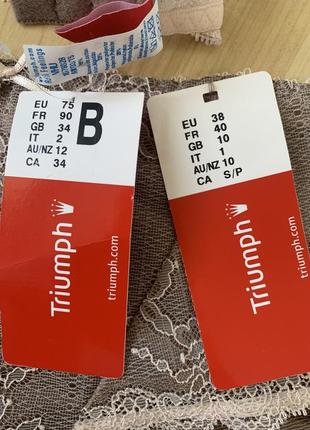 EU 75
FR 90
GB 34
IT 2
AU/NZ 12
CA 34
B
Triumph
triumph.com
EU 38
FR 40
GB 10
IT 1
AU/NZ 10
CA S/P
Triumph
triumph.com